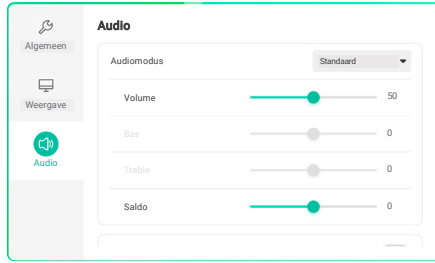 Audio
Algemeen
Audiomodus
Standaard
Weergave
Volume
50
Bas
0
Audio
Treble
0
Saldo
0